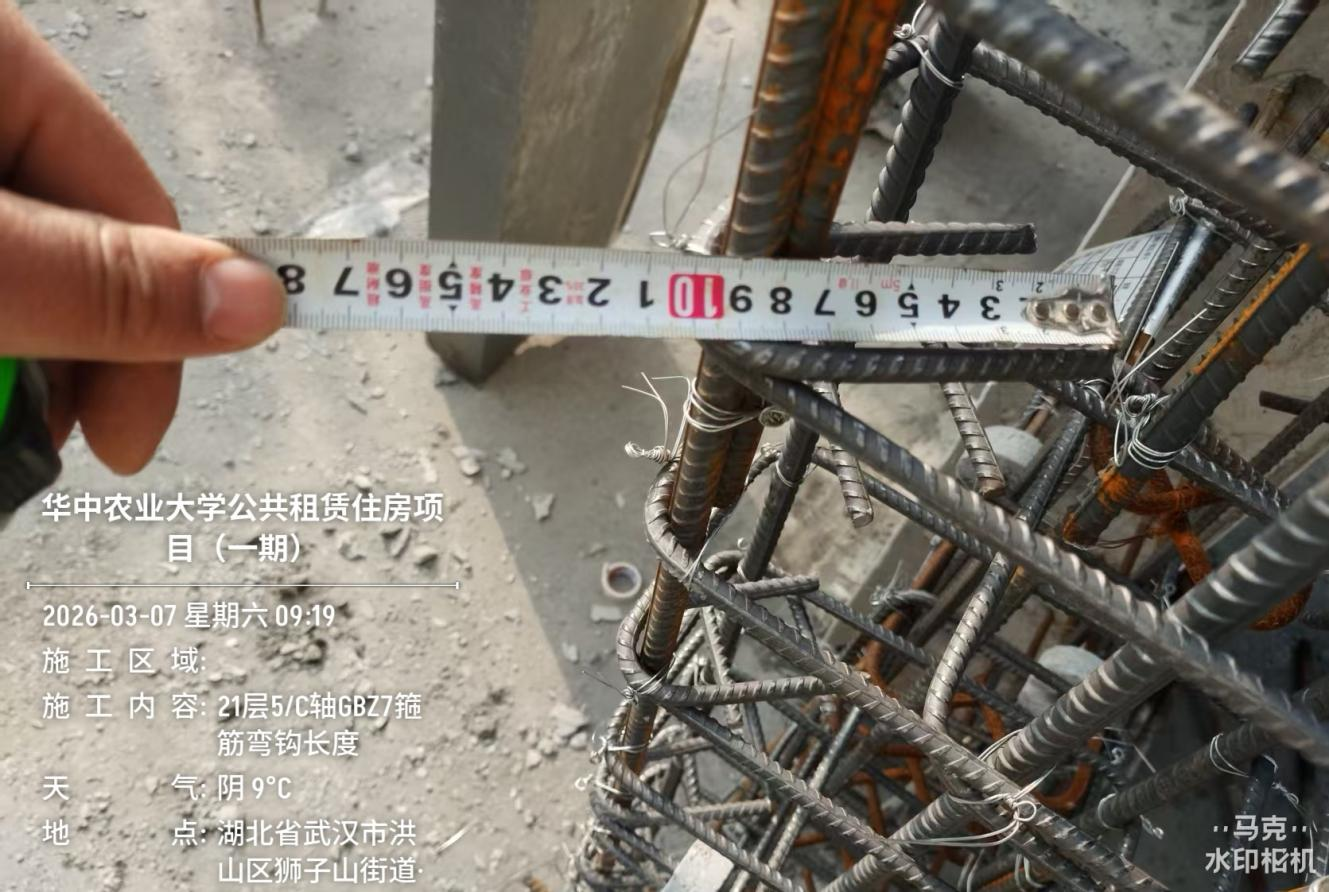 8 7 6 5 4 3 2 1 10 9 8 7 6 5 4 3
5m
华中农业大学公共租赁住房项
目（一期）
2026-03-07 星期六 09:19
施工区域:
施工内容: 21层5/C轴GBZ7箍
筋弯钩长度
天气: 阴 9°C
地点: 湖北省武汉市洪
山区狮子山街道·
马克
水印相机